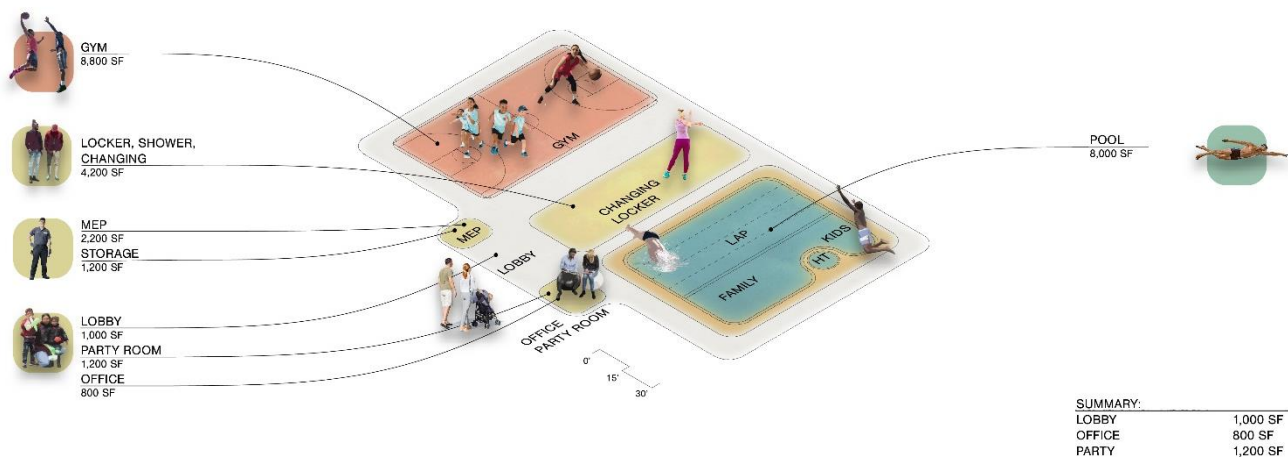 GYM
8,800 SF
LOCKER, SHOWER,
CHANGING
4,200 SF
MEP
2,200 SF
STORAGE
1,200 SF
LOBBY
1,000 SF
PARTY ROOM
1,200 SF
OFFICE
800 SF
GYM
CHANGING
LOCKER
MEP
LOBBY
OFFICE
PARTY ROOM
LAP
FAMILY
KIDS
HT
0'
15'
30'
POOL
8,000 SF
SUMMARY:
LOBBY 1,000 SF
OFFICE 800 SF
PARTY 1,200 SF